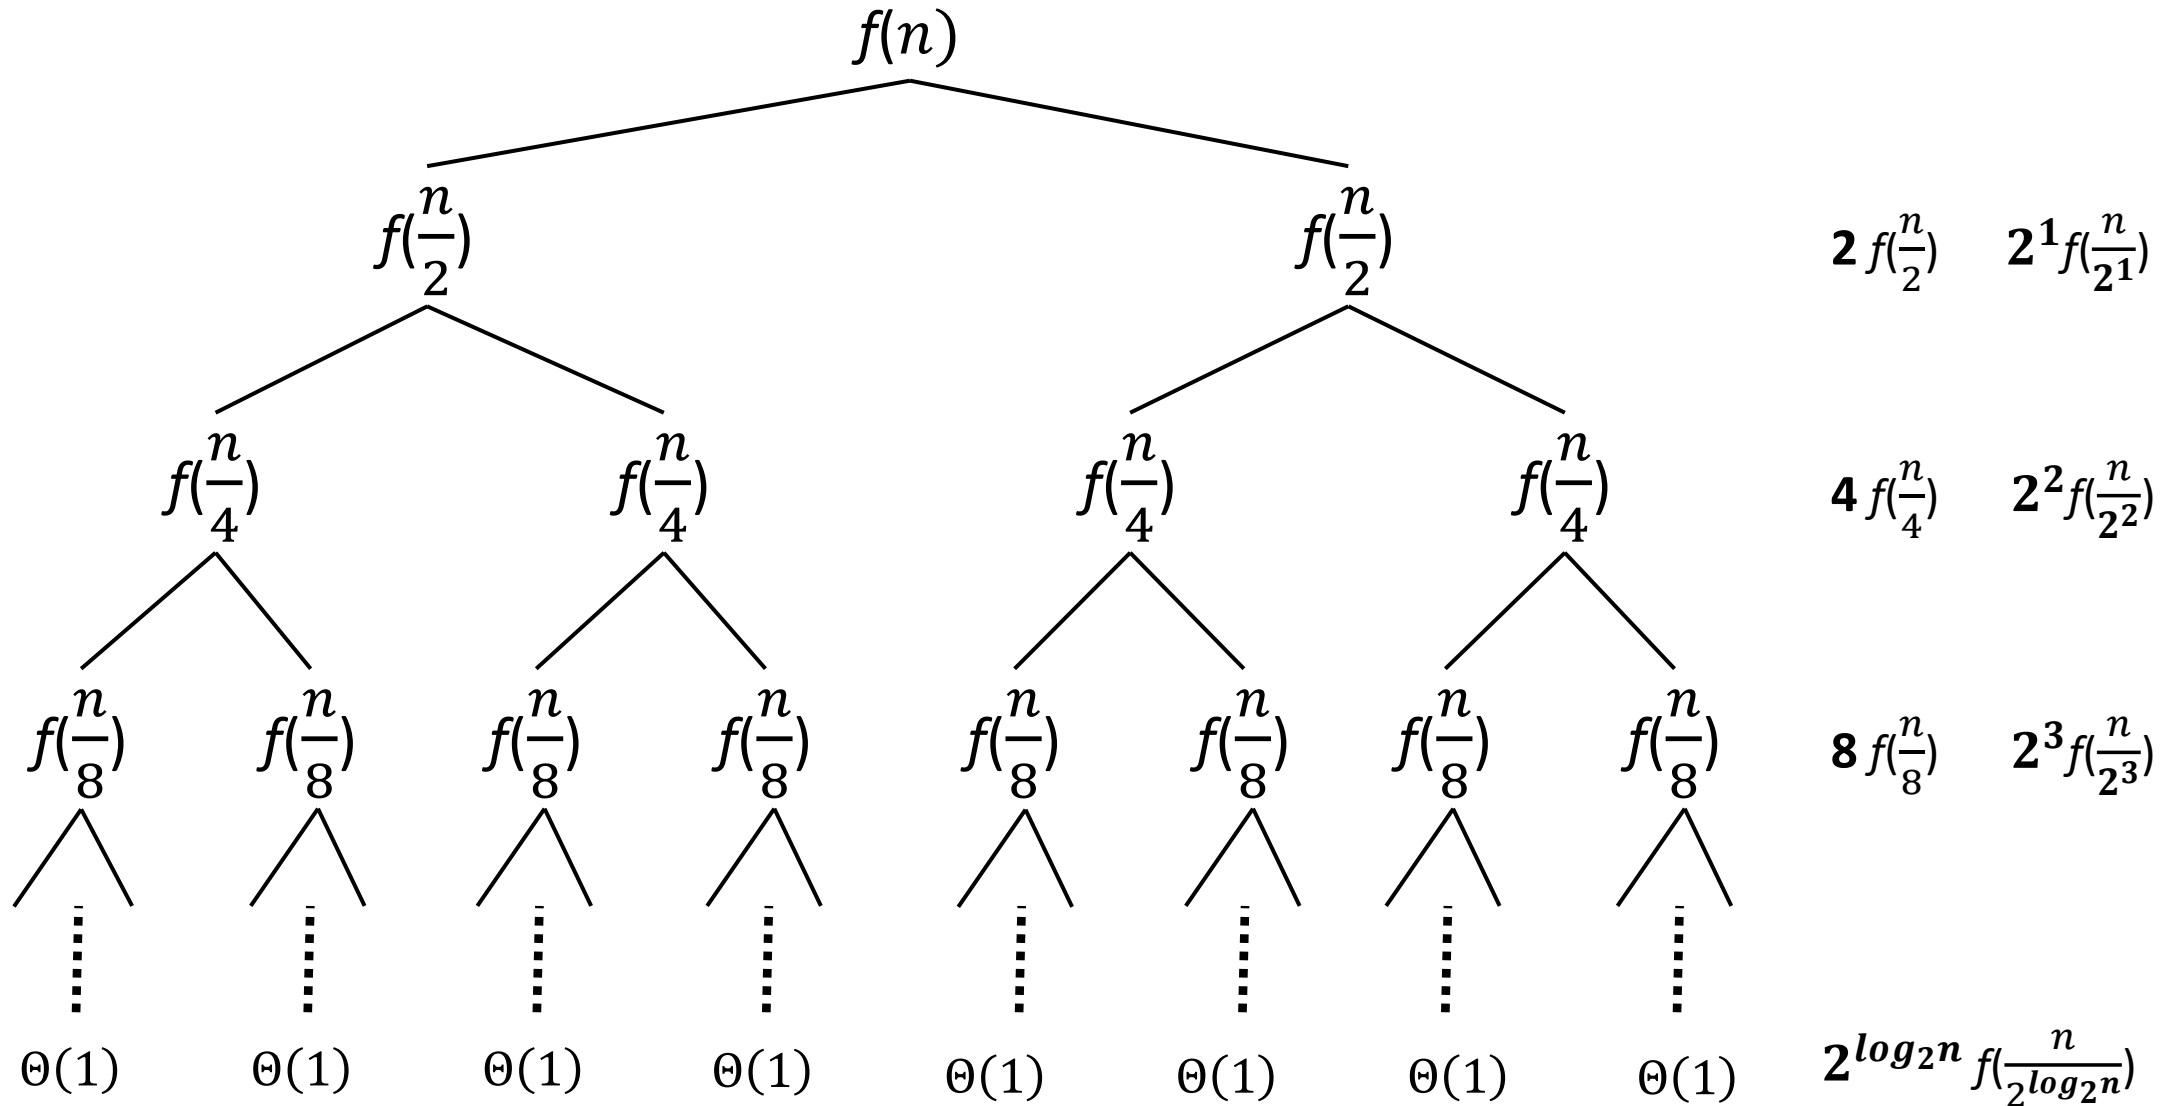 f(n)
f(n/2) f(n/2) 2 f(n/2) 2^1 f(n/2^1)
f(n/4) f(n/4) f(n/4) f(n/4) 4 f(n/4) 2^2 f(n/2^2)
f(n/8) f(n/8) f(n/8) f(n/8) f(n/8) f(n/8) f(n/8) f(n/8) 8 f(n/8) 2^3 f(n/2^3)
Θ(1) Θ(1) Θ(1) Θ(1) Θ(1) Θ(1) Θ(1) Θ(1) 2^{log_2 n} f(n/2^{log_2 n})